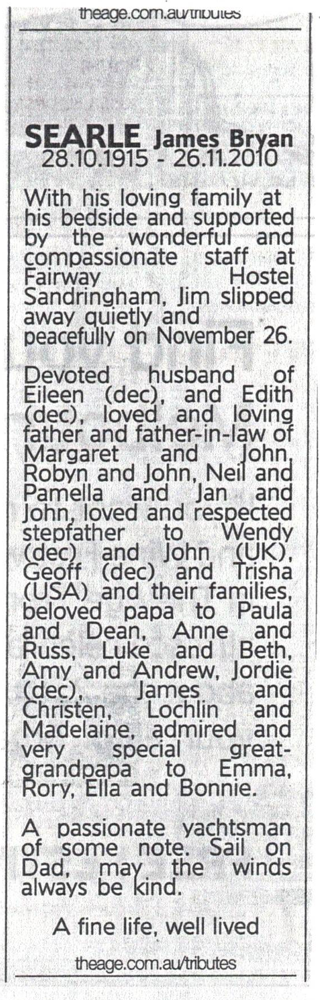 theage.com.au/tributes
SEARLE James Bryan
28.10.1915 - 26.11.2010
With his loving family at
his bedside and supported
by the wonderful and
compassionate staff at
Fairway Hostel
Sandringham, Jim slipped
away quietly and
peacefully on November 26.
Devoted husband of
Eileen (dec), and Edith
(dec), loved and loving
father and father-in-law of
Margaret and John,
Robyn and John, Neil and
Pamella and Jan and
John, loved and respected
stepfather to Wendy
(dec) and John (UK),
Geoff (dec) and Trisha
(USA) and their families,
beloved papa to Paula
and Dean, Anne and
Russ, Luke and Beth,
Amy and Andrew, Jordie
(dec), James and
Christen, Lochlin and
Madelaine, admired and
very special great-
grandpapa to Emma,
Rory, Ella and Bonnie.
A passionate yachtsman
of some note. Sail on
Dad, may the winds
always be kind.
A fine life, well lived
theage.com.au/tributes